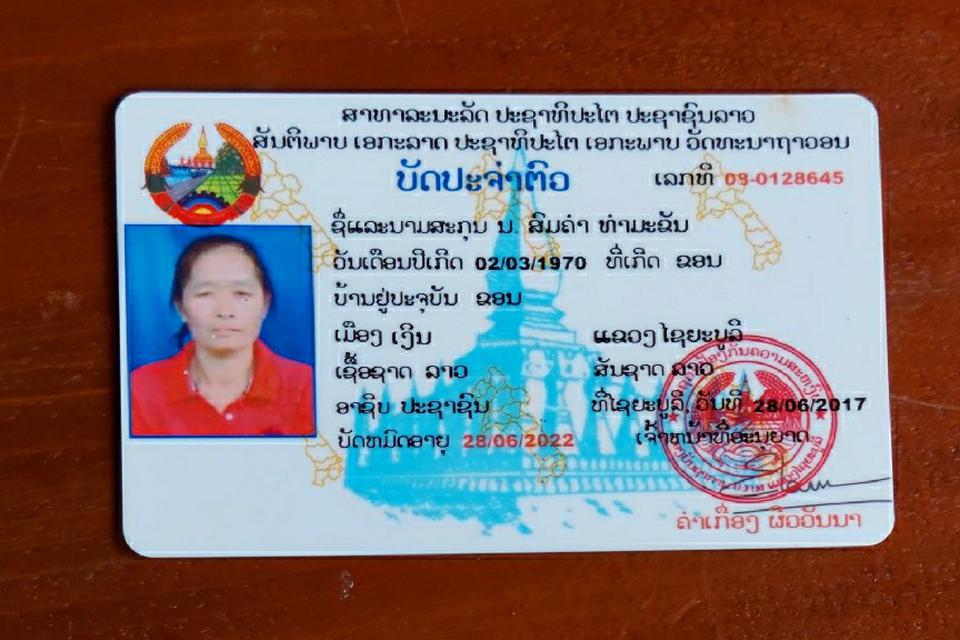 ສາທາລະນະລັດ ປະຊາທິປະໄຕ ປະຊາຊົນລາວ
ສັນຕິພາບ ເອກະລາດ ປະຊາທິປະໄຕ ເອກະພາບ ວັດທະນາຖາວອນ
ບັດປະຈຳຕົວ
ເລກທີ 08-0128645
ຊື່ແລະນາມສະກຸນ ນ. ສົມຄຳ ທຳມະຂັນ
ວັນເດືອນປີເກີດ 02/03/1970 ທີ່ເກີດ ຂອນ
ບ້ານຢູ່ປະຈຸບັນ ຂອນ
ເມືອງ ເງິນ ແຂວງ ໄຊຍະບູລີ
ເຊື້ອຊາດ ລາວ ສັນຊາດ ລາວ
ອາຊີບ ປະຊາຊົນ ທີ່ໄຊຍະບູລີ, ວັນທີ 28/06/2017
ບັດຫມົດອາຍຸ 28/06/2022 ເຈົ້າຫນ້າທີ່ອະນຸຍາດ
ຄຳເກື່ອງ ຜິວວັນນາ